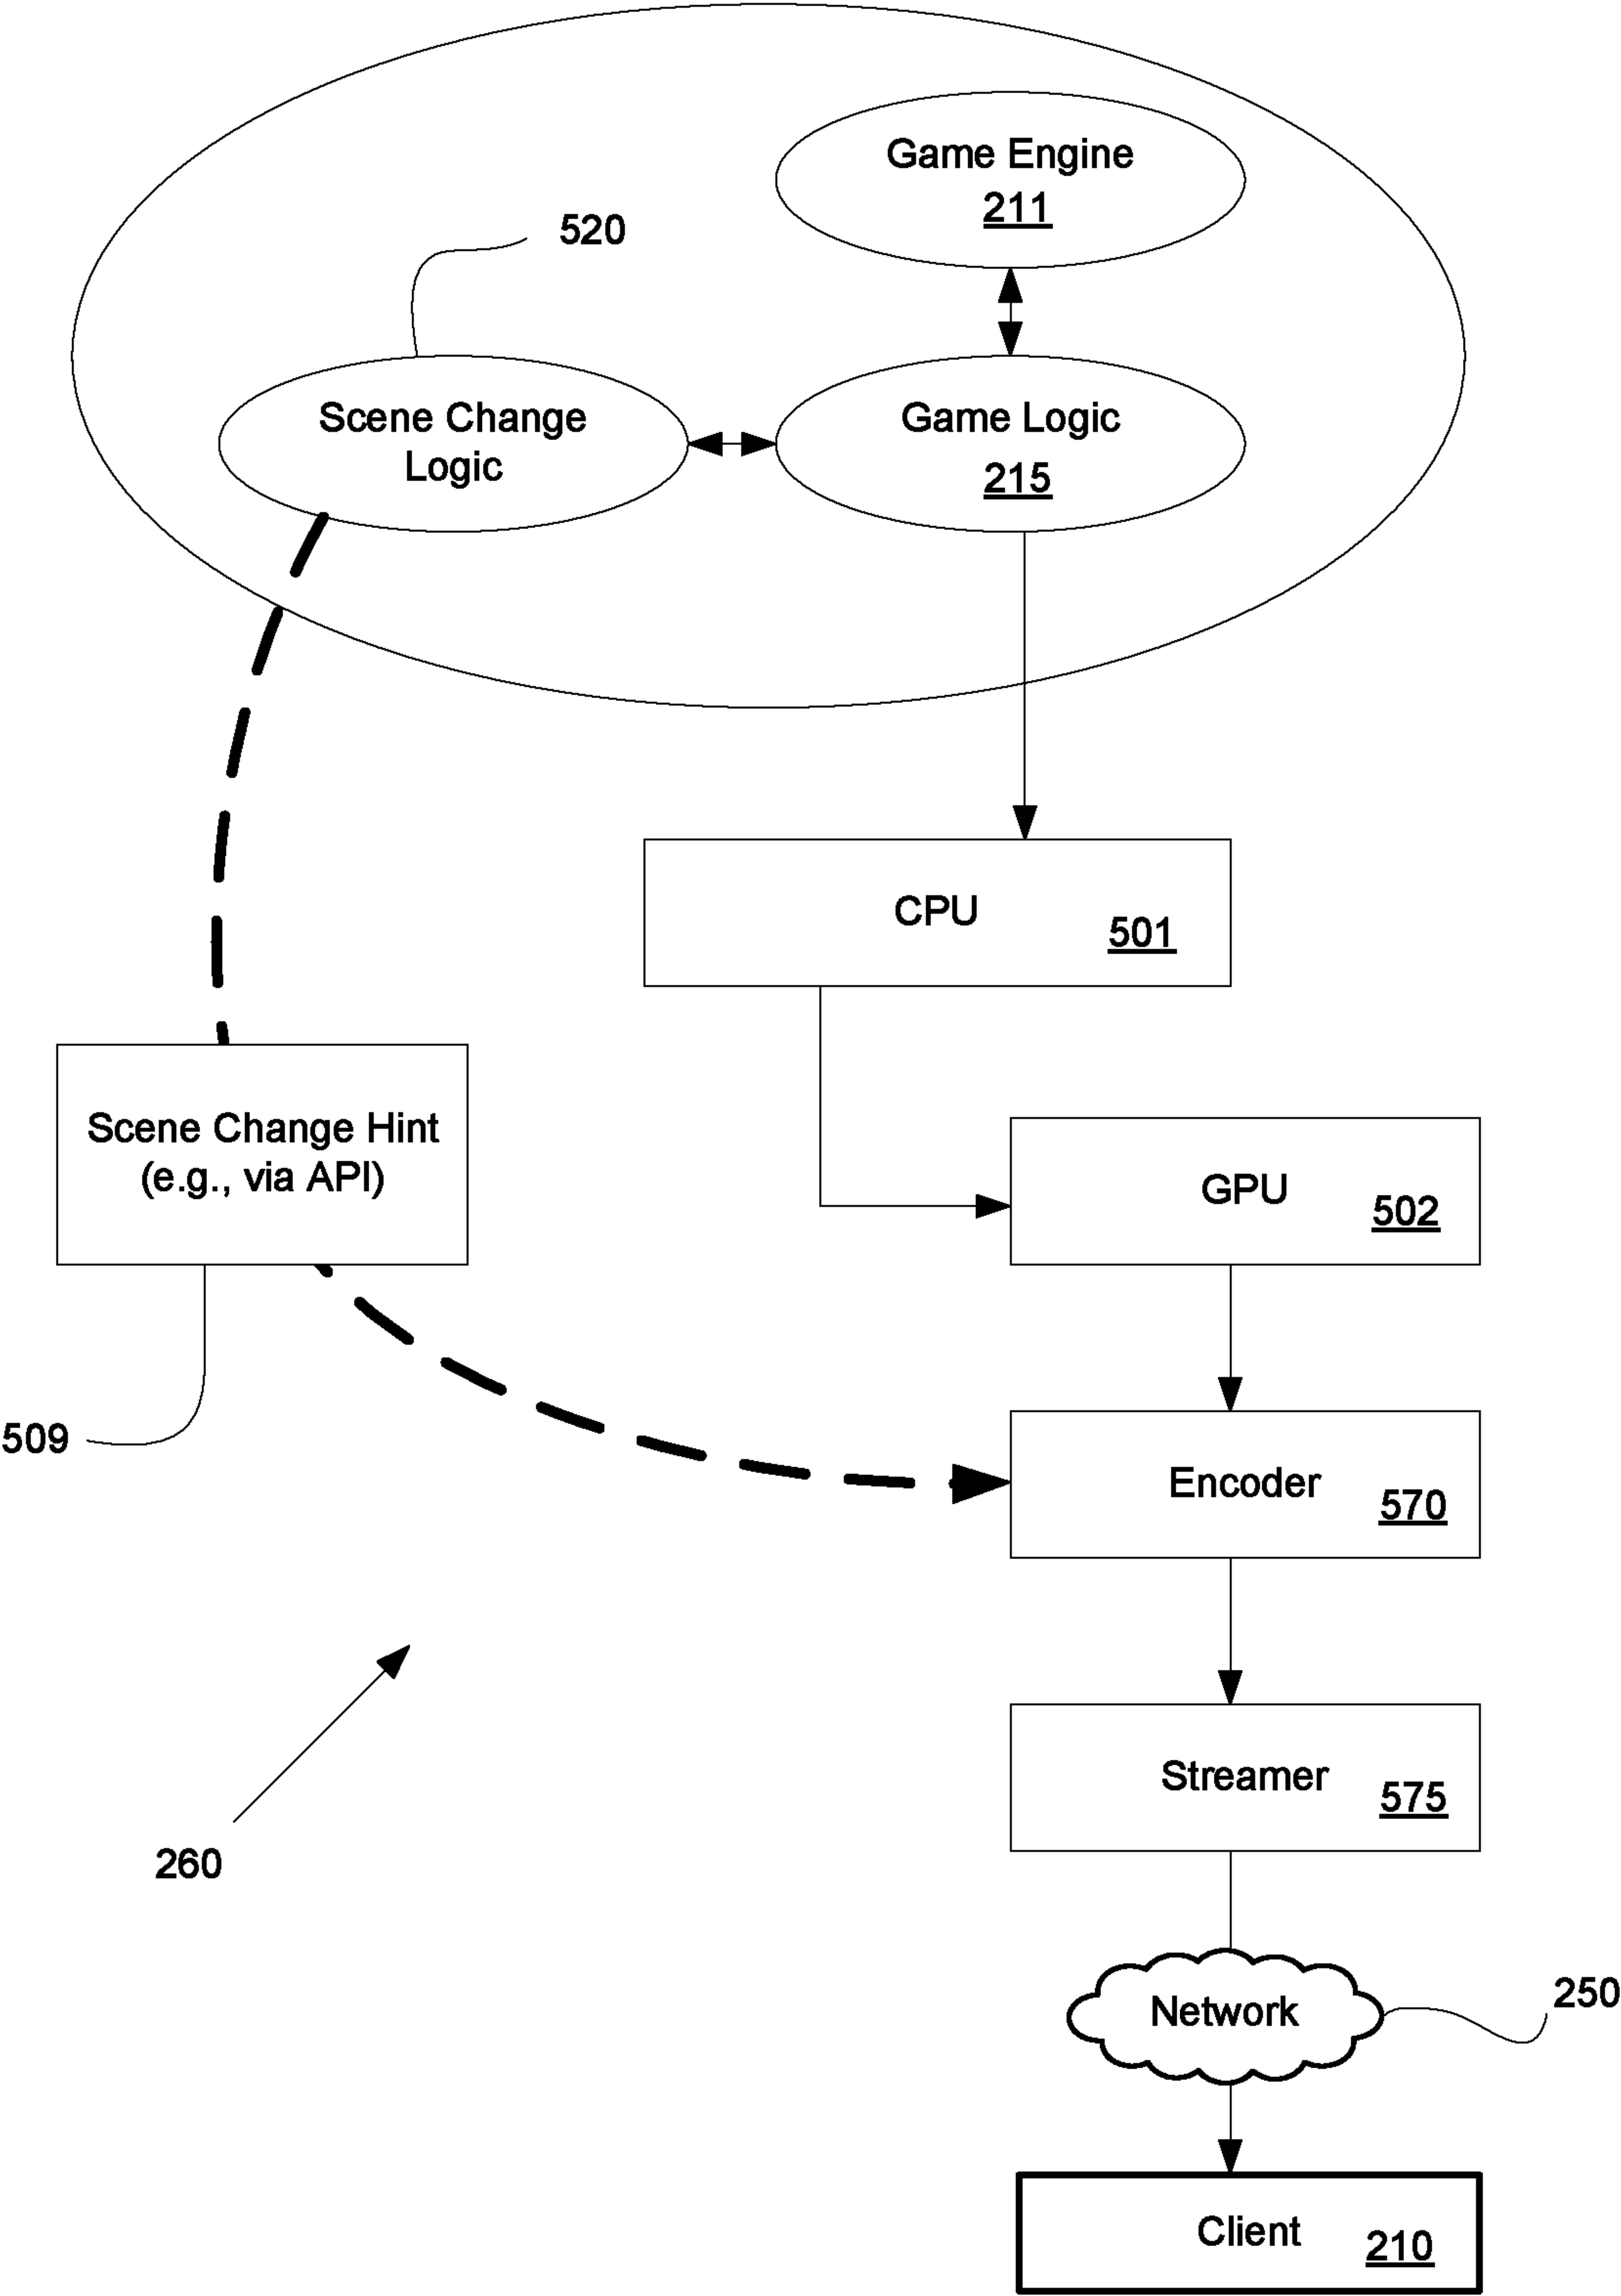 Game Engine
211
520
Scene Change
Logic
Game Logic
215
CPU
501
Scene Change Hint
(e.g., via API)
GPU
502
509
Encoder
570
Streamer
575
260
Network
250
Client
210